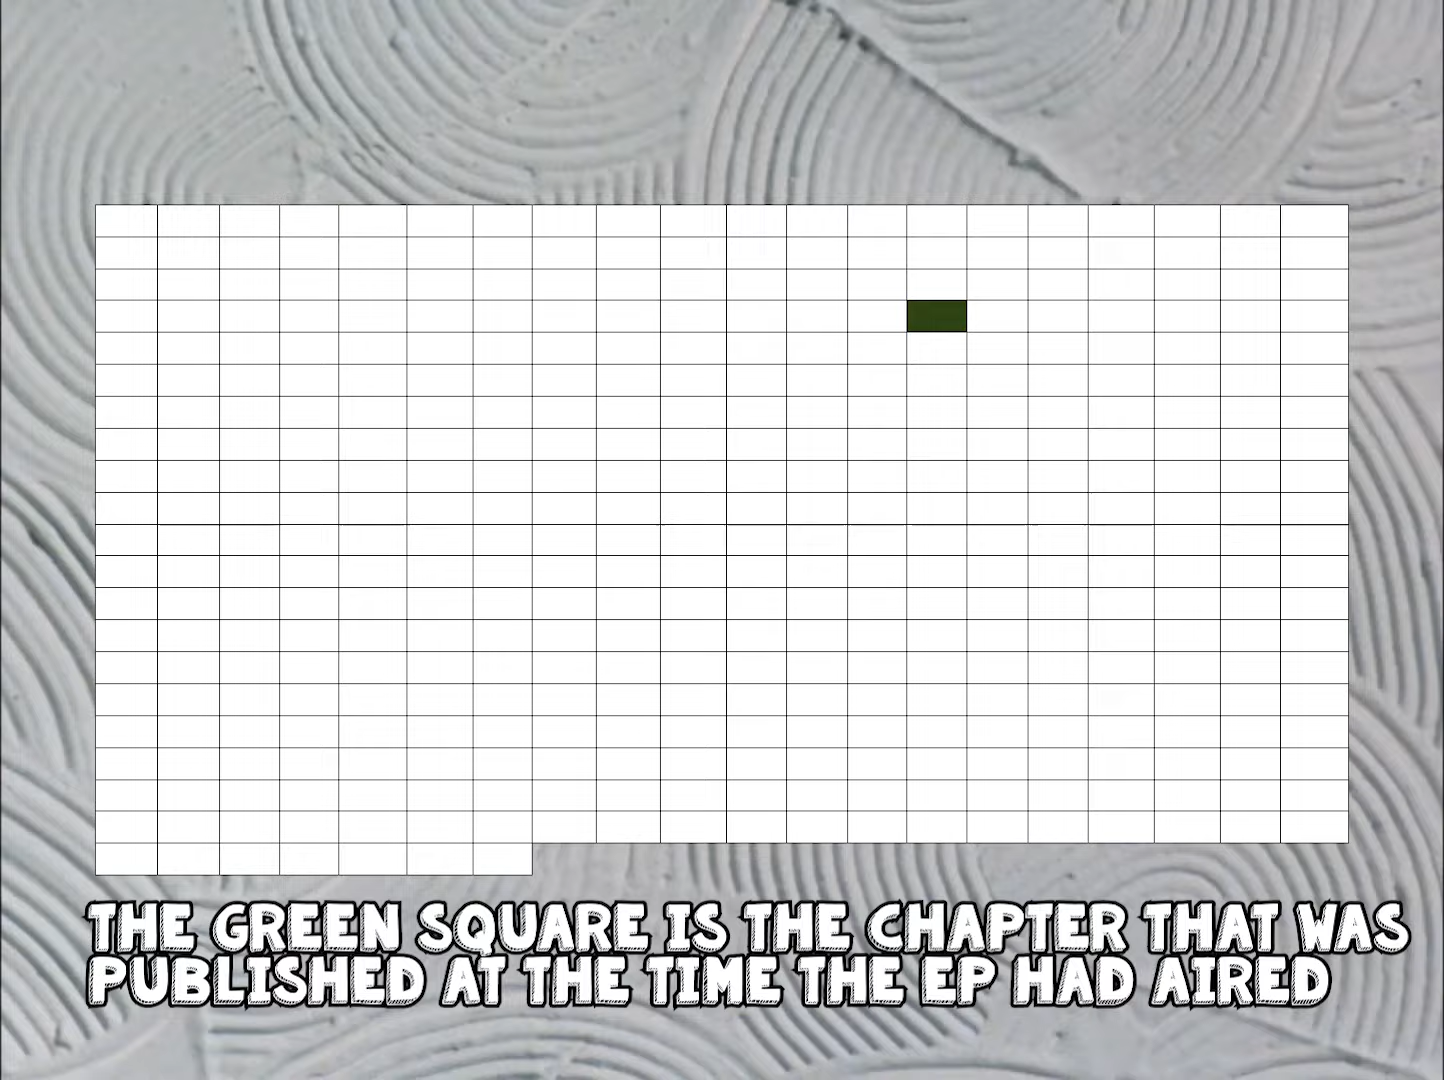 THE GREEN SQUARE IS THE CHAPTER THAT WAS
PUBLISHED AT THE TIME THE EP HAD AIRED